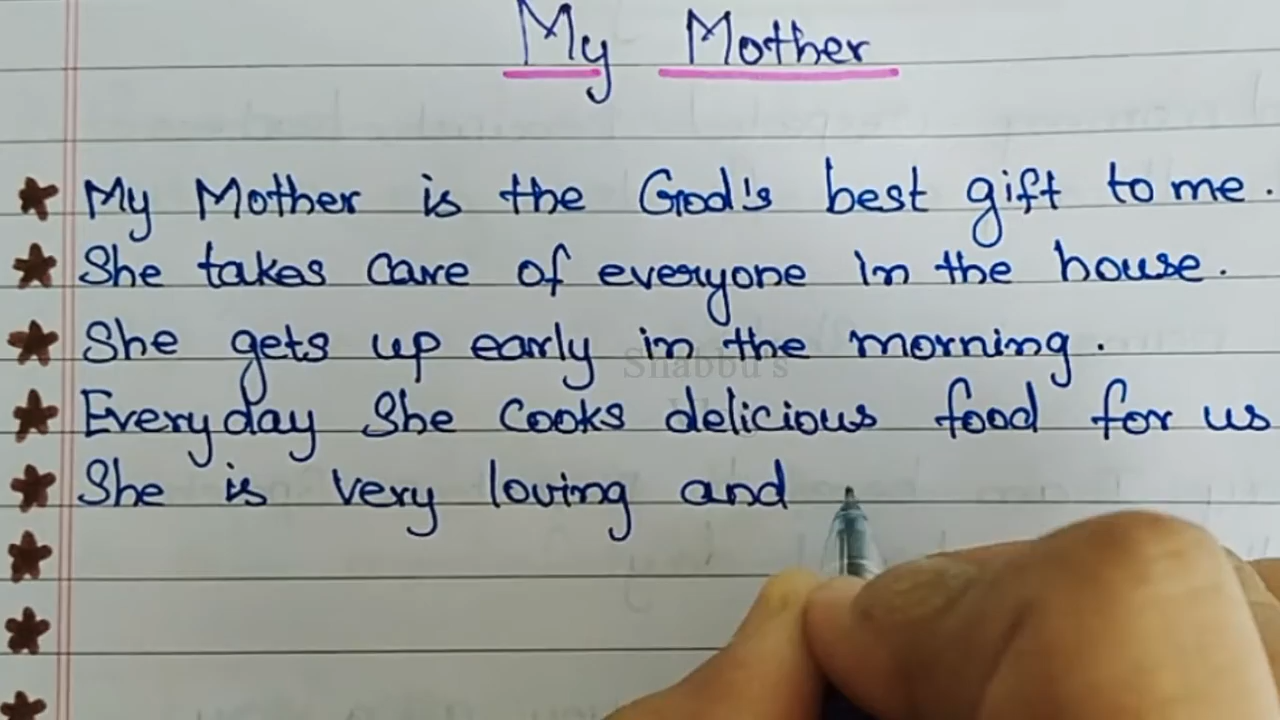 My Mother
My Mother is the God's best gift to me.
She takes care of everyone in the house.
She gets up early in the morning.
Shabbu's
Everyday She Cooks delicious food for us
She is very loving and